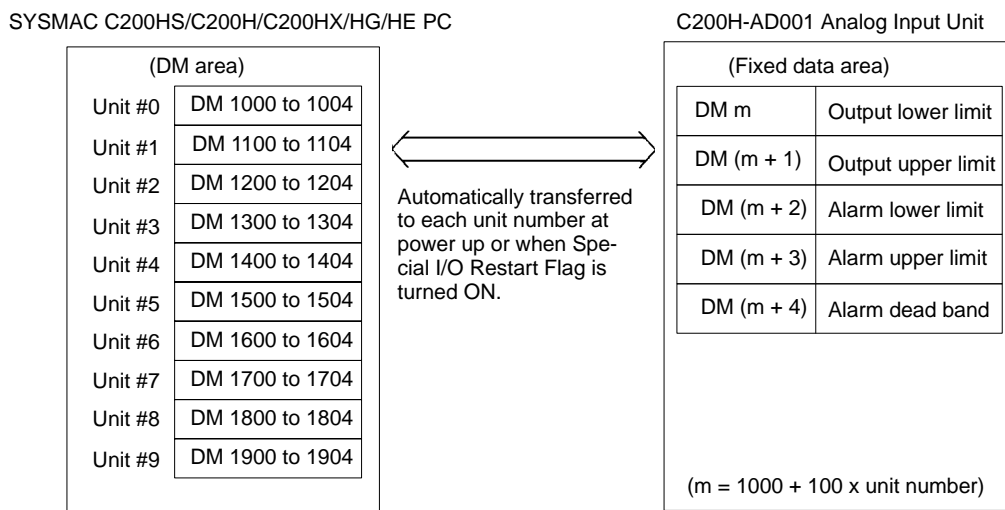 SYSMAC C200HS/C200H/C200HX/HG/HE PC
(DM area)
Unit #0 DM 1000 to 1004
Unit #1 DM 1100 to 1104
Unit #2 DM 1200 to 1204
Unit #3 DM 1300 to 1304
Unit #4 DM 1400 to 1404
Unit #5 DM 1500 to 1504
Unit #6 DM 1600 to 1604
Unit #7 DM 1700 to 1704
Unit #8 DM 1800 to 1804
Unit #9 DM 1900 to 1904
Automatically transferred
to each unit number at
power up or when Spe-
cial I/O Restart Flag is
turned ON.
C200H-AD001 Analog Input Unit
(Fixed data area)
DM m Output lower limit
DM (m + 1) Output upper limit
DM (m + 2) Alarm lower limit
DM (m + 3) Alarm upper limit
DM (m + 4) Alarm dead band
(m = 1000 + 100 x unit number)